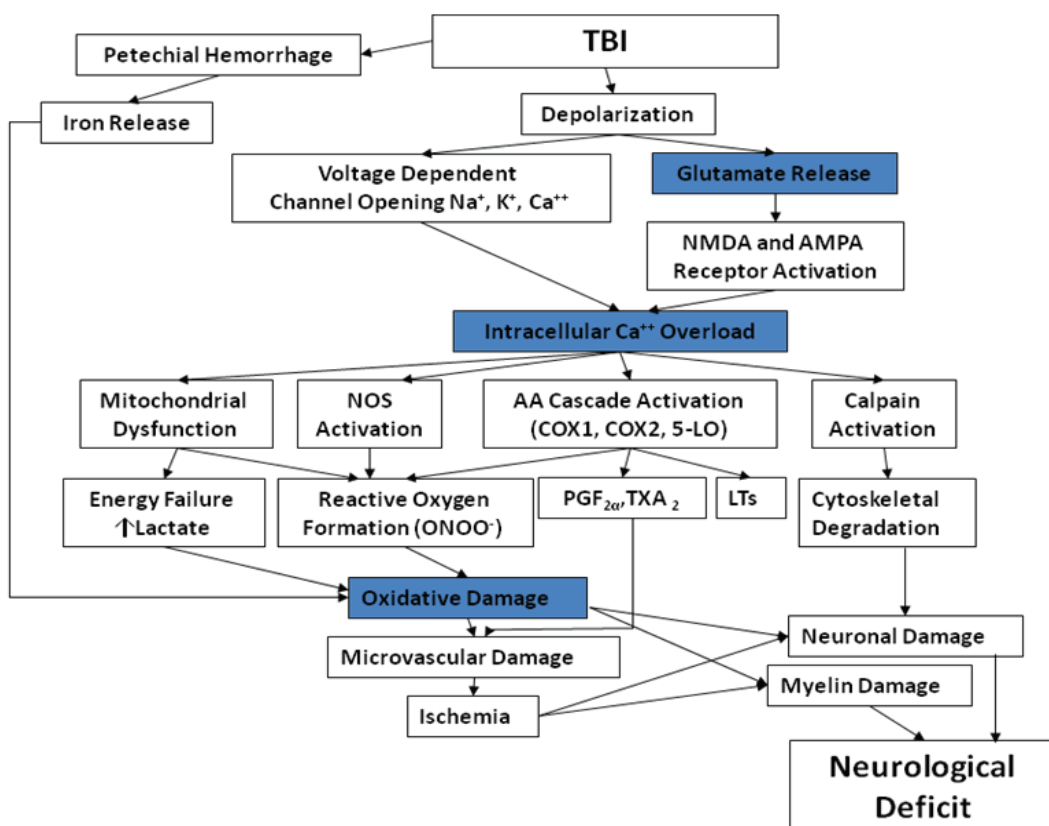 TBI
Petechial Hemorrhage
Iron Release
Depolarization
Voltage Dependent
Channel Opening Na⁺, K⁺, Ca⁺⁺
Glutamate Release
NMDA and AMPA
Receptor Activation
Intracellular Ca⁺⁺ Overload
Mitochondrial
Dysfunction
NOS
Activation
AA Cascade Activation
(COX1, COX2, 5-LO)
Calpain
Activation
Energy Failure
↑Lactate
Reactive Oxygen
Formation (ONOO⁻)
PGF₂α,TXA ₂
LTs
Cytoskeletal
Degradation
Oxidative Damage
Microvascular Damage
Neuronal Damage
Myelin Damage
Ischemia
Neurological
Deficit